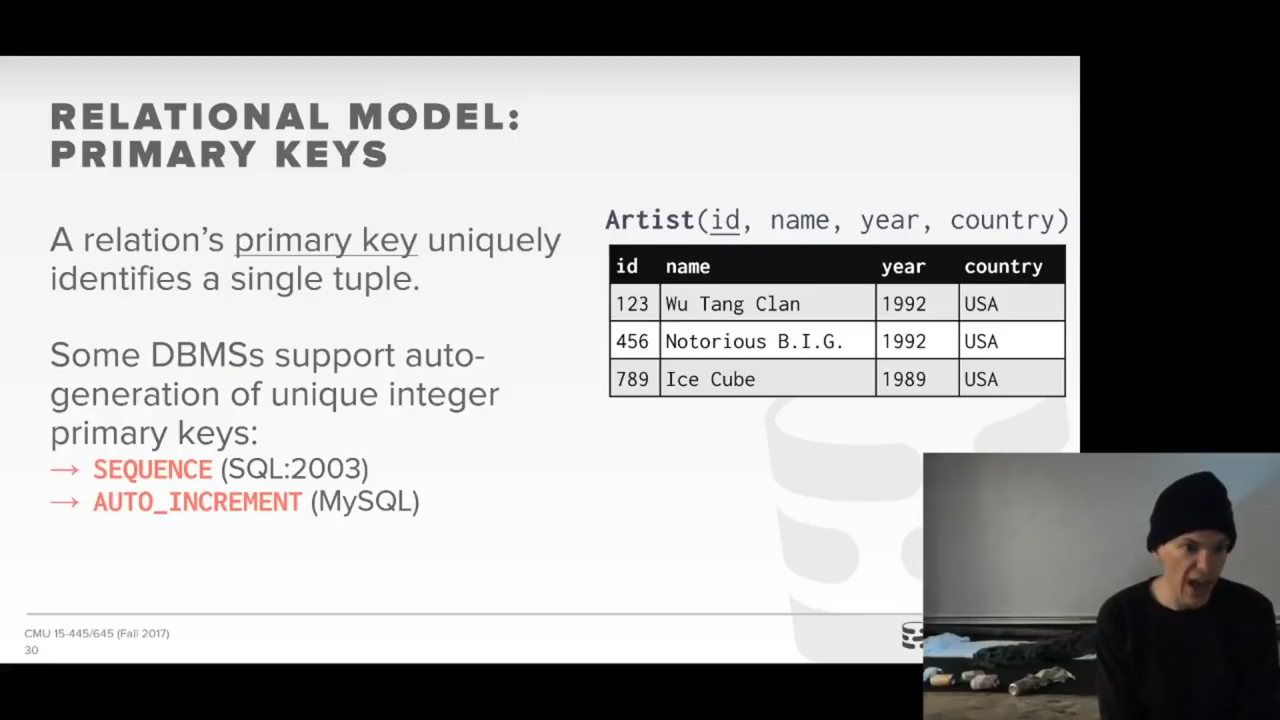 RELATIONAL MODEL:
PRIMARY KEYS
A relation's primary key uniquely
identifies a single tuple.
Some DBMSs support auto-
generation of unique integer
primary keys:
→ SEQUENCE (SQL:2003)
→ AUTO_INCREMENT (MySQL)
Artist(id, name, year, country)
id name year country
123 Wu Tang Clan 1992 USA
456 Notorious B.I.G. 1992 USA
789 Ice Cube 1989 USA
CMU 15-445/645 (Fall 2017)
30